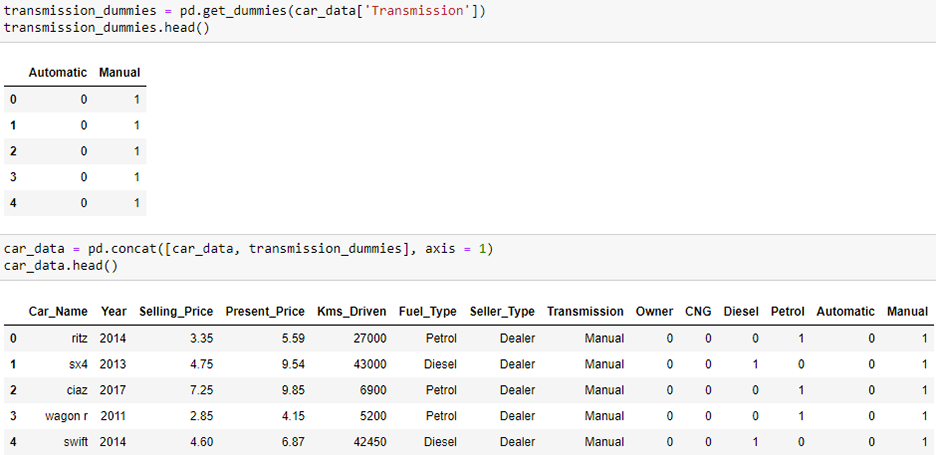 transmission_dummies = pd.get_dummies(car_data['Transmission'])
transmission_dummies.head()
Automatic Manual
0 0 1
1 0 1
2 0 1
3 0 1
4 0 1
car_data = pd.concat([car_data, transmission_dummies], axis = 1)
car_data.head()
Car_Name Year Selling_Price Present_Price Kms_Driven Fuel_Type Seller_Type Transmission Owner CNG Diesel Petrol Automatic Manual
0 ritz 2014 3.35 5.59 27000 Petrol Dealer Manual 0 0 0 1 0 1
1 sx4 2013 4.75 9.54 43000 Diesel Dealer Manual 0 0 1 0 0 1
2 ciaz 2017 7.25 9.85 6900 Petrol Dealer Manual 0 0 0 1 0 1
3 wagon r 2011 2.85 4.15 5200 Petrol Dealer Manual 0 0 0 1 0 1
4 swift 2014 4.60 6.87 42450 Diesel Dealer Manual 0 0 1 0 0 1